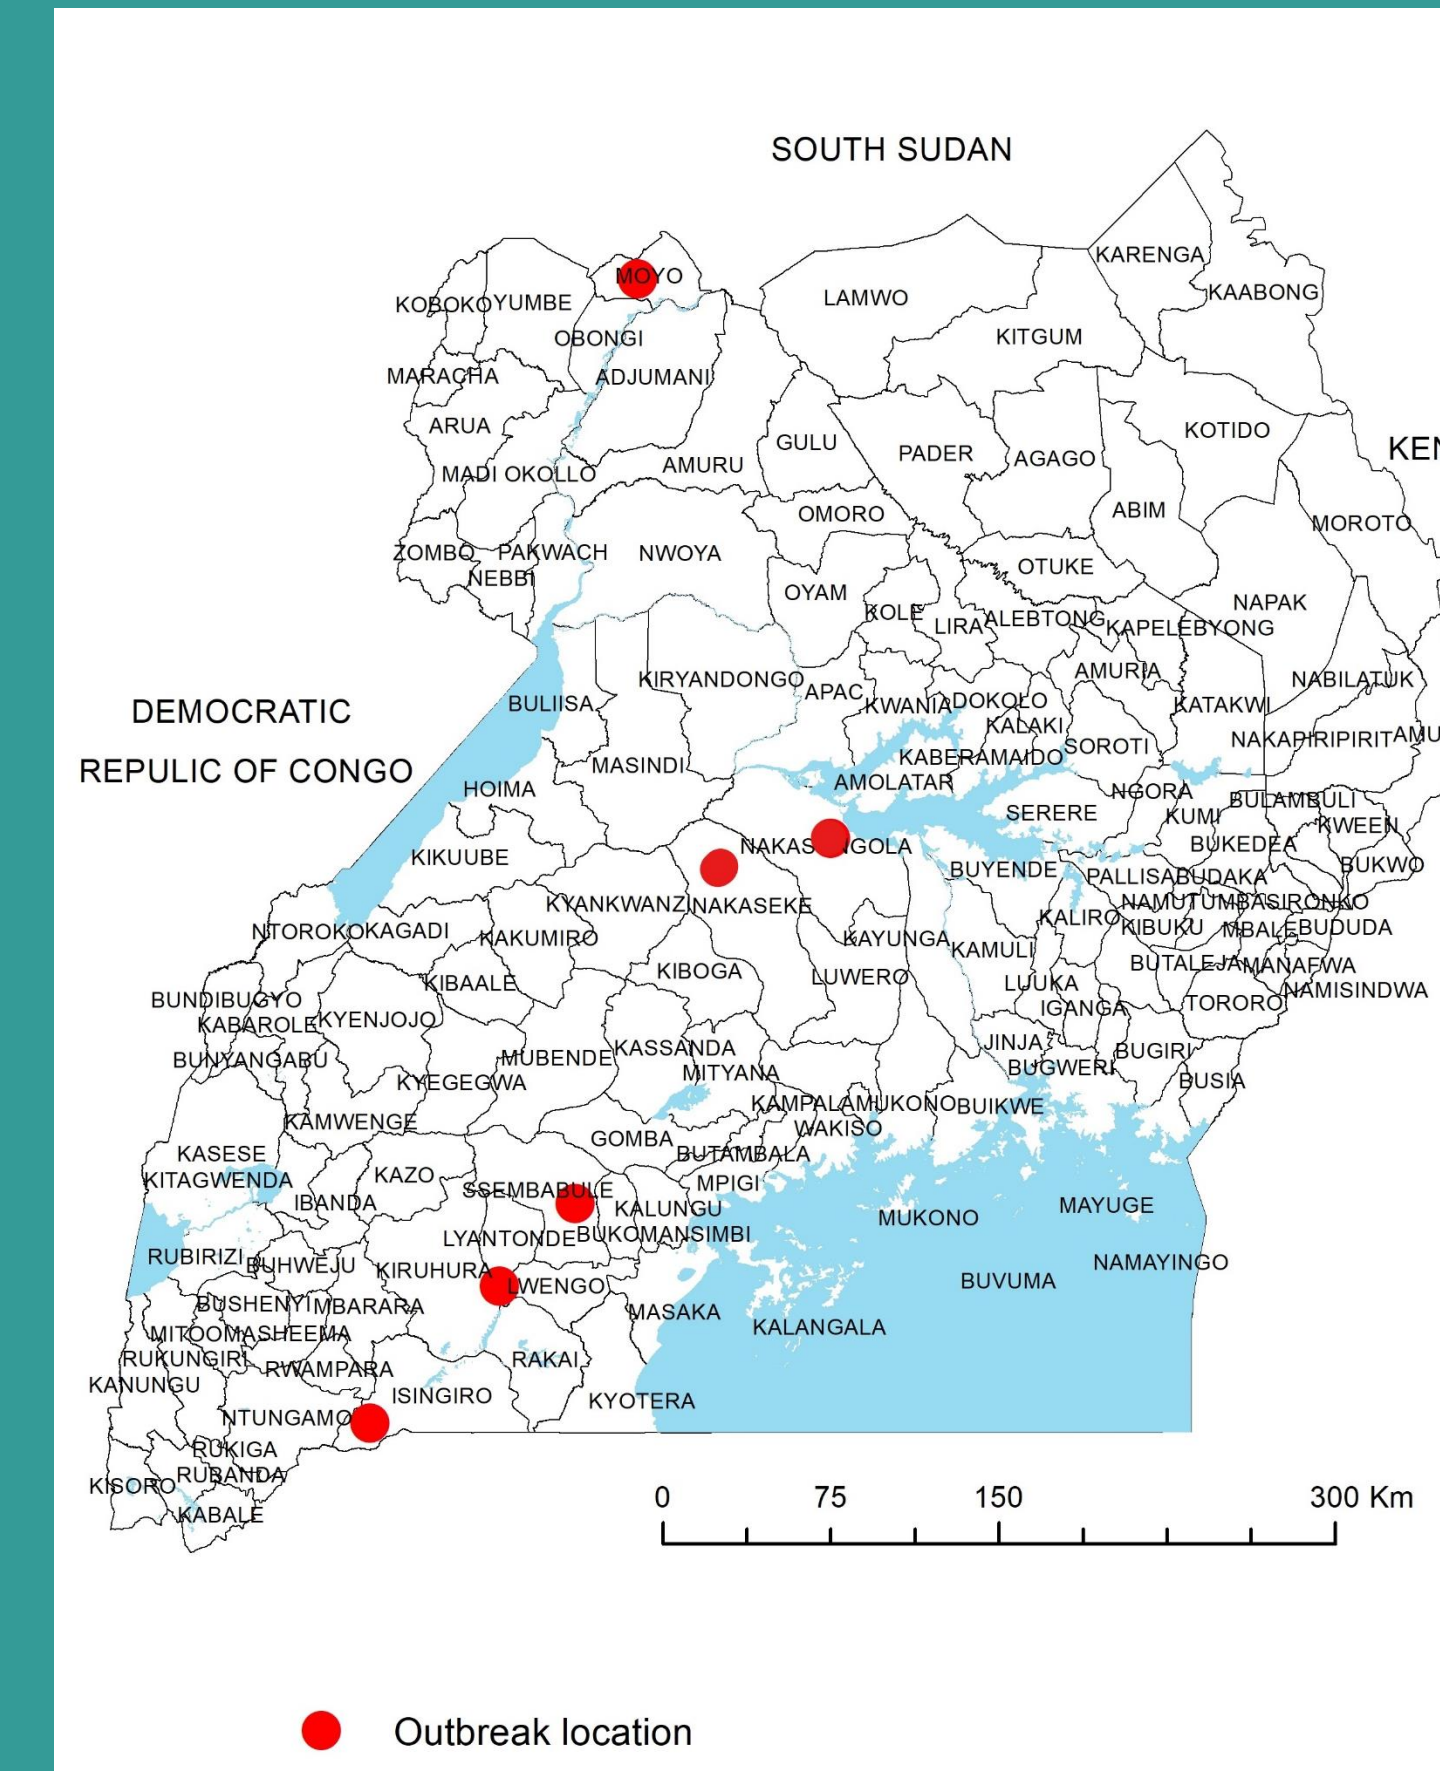 SOUTH SUDAN
KARENGA
MOYO
KAABONG
LAMWO
KOBOKO
YUMBE
OBONGI
KITGUM
MARACHA
ADJUMANI
ARUA
KOTIDO
GULU
KEN
PADER
AGAGO
AMURU
MADI OKOLLO
ABIM
OMORO
MOROTO
ZOMBO
PAKWACH
NWOYA
OTUKE
NEBBI
OYAM
NAPAK
KOLE
LIRA
ALEBTONG
KAPELEBYONG
AMURIA
KIRYANDONGO
NABILATUK
APAC
BULIISA
KWANIA
DOKOLO
KATAKWI
DEMOCRATIC
REPULIC OF CONGO
KALAKI
SOROTI
NAKAPIRIPIRIT
AMU
KABERAMAIDO
MASINDI
AMOLATAR
HOIMA
NGORA
BULAMBULI
SERERE
KUMI
KWEEN
NAKAS NGOLA
BUKEDEA
KIKUUBE
BUYENDE
BUKWO
PALLISA
BUDAKA
KYANKWANZI
NAKASEKE
NAMUTUMBA
SIRONKO
KALIRO
KIBUKU
MBALE
BUDUDA
NTOROKO
KAGADI
KAKUMIRO
KAYUNGA
KAMULI
KIBOGA
LUWERO
BUTALEJA
MANAFWA
KIBAALE
LUUKA
NAMISINDWA
BUNDIBUGYO
IGANGA
TORORO
KABAROLE
KYENJOJO
JINJA
BUNYANGABU
MUBENDE
KASSANDA
BUGIRI
MITYANA
BUGWERI
KYEGEGWA
BUSIA
KAMPALA
MUKONO
BUIKWE
KAMWENGE
WAKISO
GOMBA
KASESE
BUTAMBALA
KITAGWENDA
KAZO
MPIGI
IBANDA
SSEMBABULE
KALUNGU
MUKONO
MAYUGE
LYANTONDE
BUKOMANSIMBI
RUBIRIZI
BUHWEJU
KIRUHURA
NAMAYINGO
LWENGO
BUVUMA
BUSHENYI
MBARARA
MASAKA
KALANGALA
MITOOMA
SHEEMA
RUKUNGIRI
RWAMPARA
RAKAI
KANUNGU
ISINGIRO
KYOTERA
NTUNGAMO
RUKIGA
RUBANDA
KISORO
KABALE
0 75 150 300 Km
Outbreak location